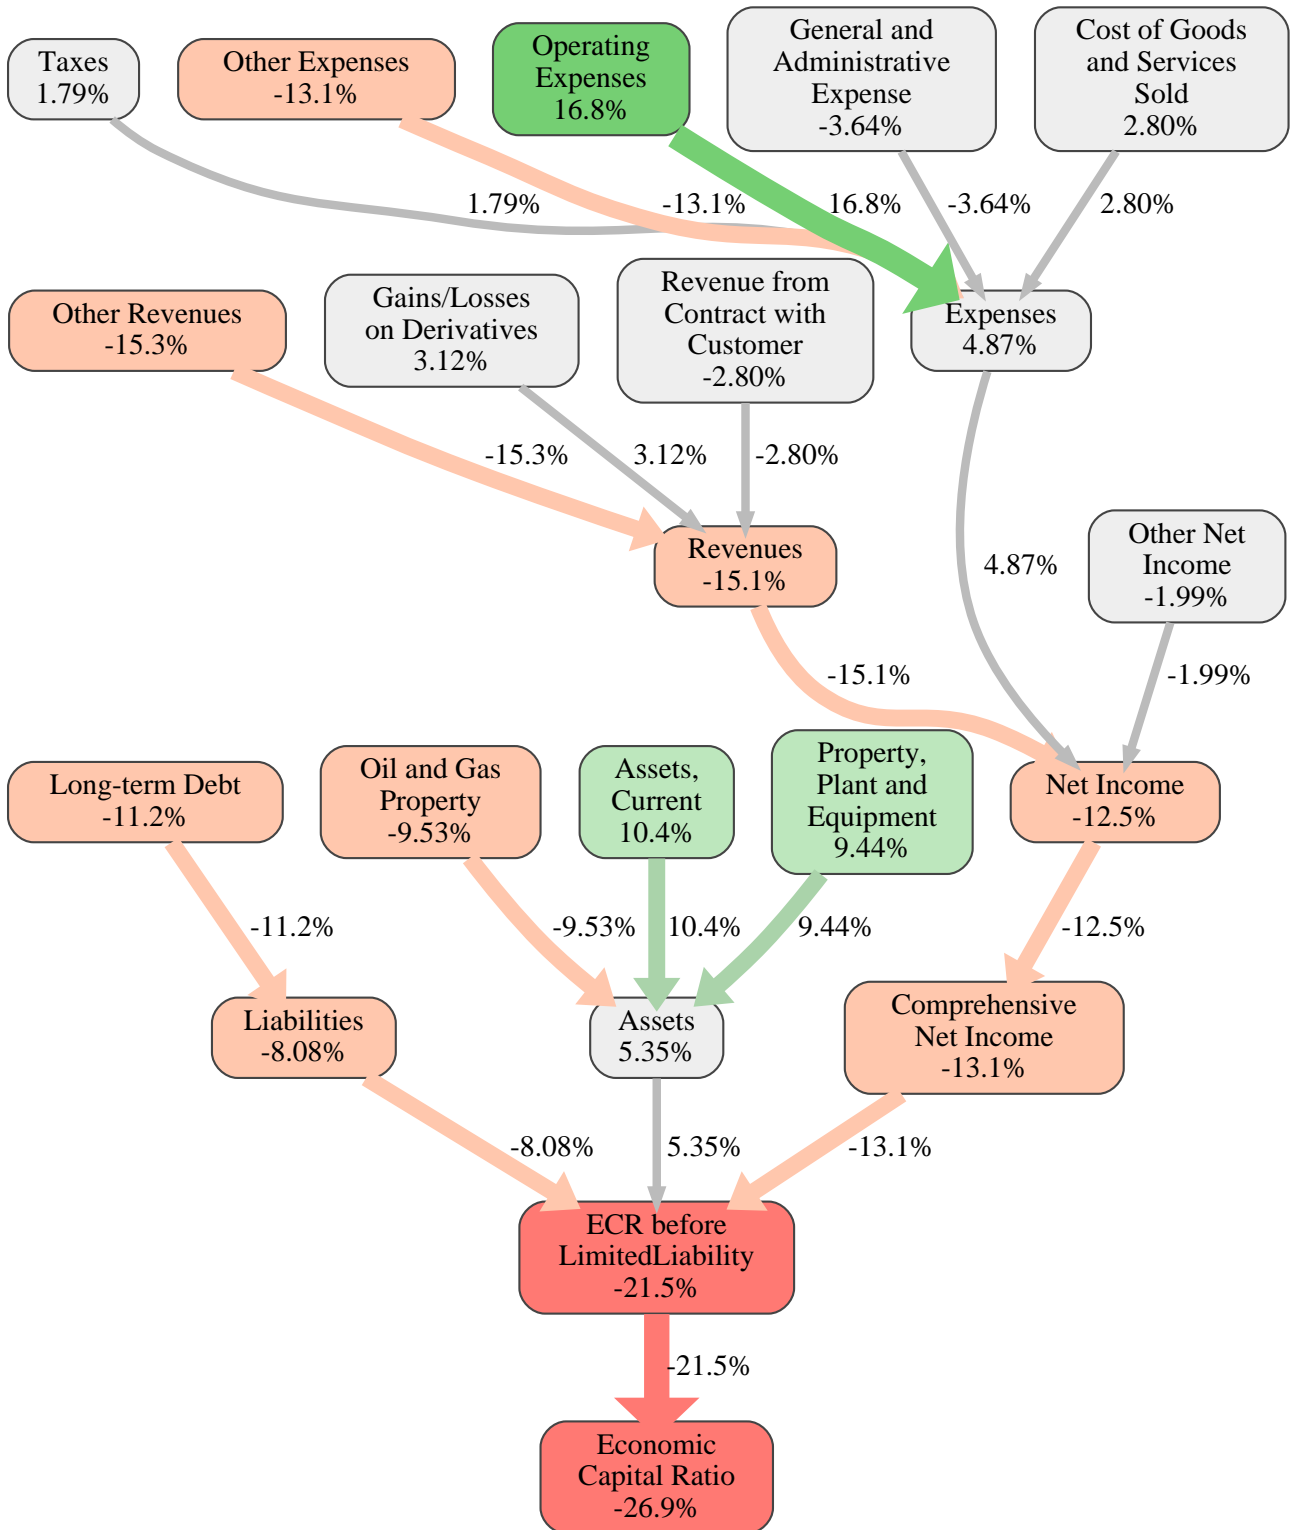 Taxes
1.79%
Other Expenses
-13.1%
Operating
Expenses
16.8%
General and
Administrative
Expense
-3.64%
Cost of Goods
and Services
Sold
2.80%
1.79%
-13.1%
16.8%
-3.64%
2.80%
Other Revenues
-15.3%
Gains/Losses
on Derivatives
3.12%
Revenue from
Contract with
Customer
-2.80%
Expenses
4.87%
-15.3%
3.12%
-2.80%
Revenues
-15.1%
4.87%
Other Net
Income
-1.99%
-15.1%
-1.99%
Long-term Debt
-11.2%
Oil and Gas
Property
-9.53%
Assets,
Current
10.4%
Property,
Plant and
Equipment
9.44%
Net Income
-12.5%
-11.2%
-9.53%
10.4%
9.44%
-12.5%
Liabilities
-8.08%
Assets
5.35%
Comprehensive
Net Income
-13.1%
-8.08%
5.35%
-13.1%
ECR before
LimitedLiability
-21.5%
-21.5%
Economic
Capital Ratio
-26.9%